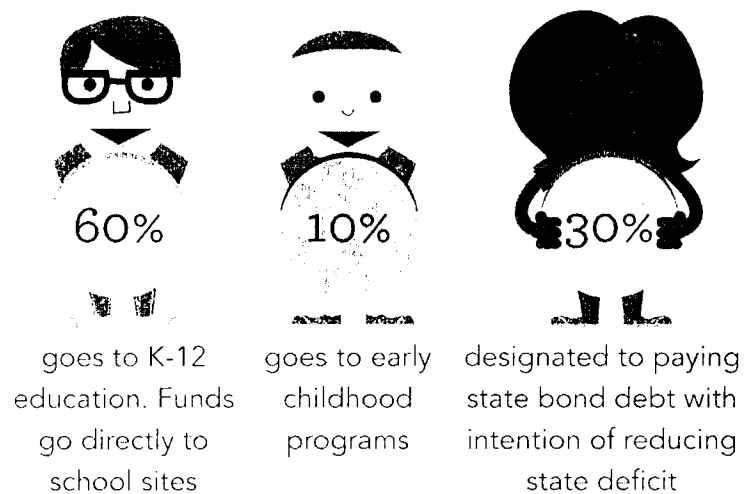 60%
goes to K-12
education. Funds
go directly to
school sites
10%
goes to early
childhood
programs
30%
designated to paying
state bond debt with
intention of reducing
state deficit